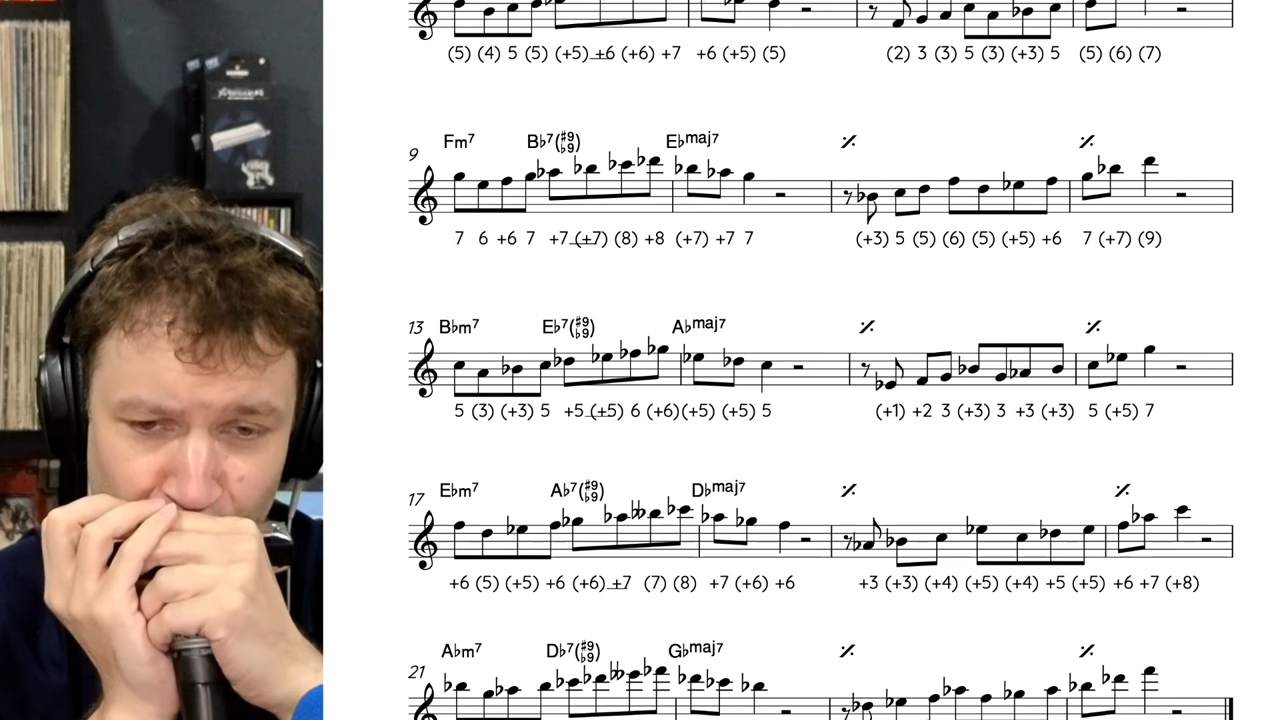 (5) (4) 5 (5) (+5) +6 (+6) +7 +6 (+5) (5) (2) 3 (3) 5 (3) (+3) 5 (5) (6) (7)
9 Fm7 Bb7(#9 b9) Ebmaj7
7 6 +6 7 +7 (+7) (8) +8 (+7) +7 7 (+3) 5 (5) (6) (5) (+5) +6 7 (+7) (9)
13 Bbm7 Eb7(#9 b9) Abmaj7
5 (3) (+3) 5 +5 (+5) 6 (+6) (+5) (+5) 5 (+1) +2 3 (+3) 3 +3 (+3) 5 (+5) 7
17 Ebm7 Ab7(#9 b9) Dbmaj7
+6 (5) (+5) +6 (+6) +7 (7) (8) +7 (+6) +6 +3 (+3) (+4) (+5) (+4) +5 (+5) +6 +7 (+8)
21 Abm7 Db7(#9 b9) Gbmaj7